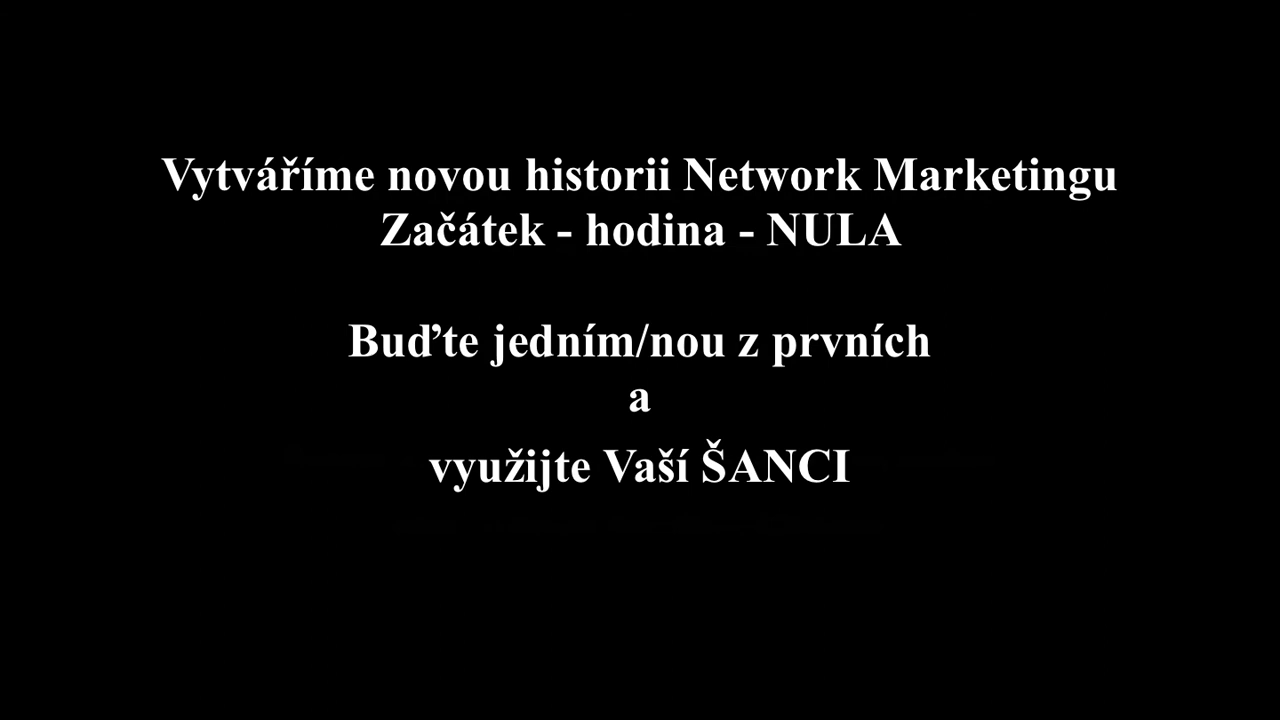 Vytváříme novou historii Network Marketingu
Začátek - hodina - NULA
Buďte jedním/nou z prvních
a
využijte Vaší ŠANCI